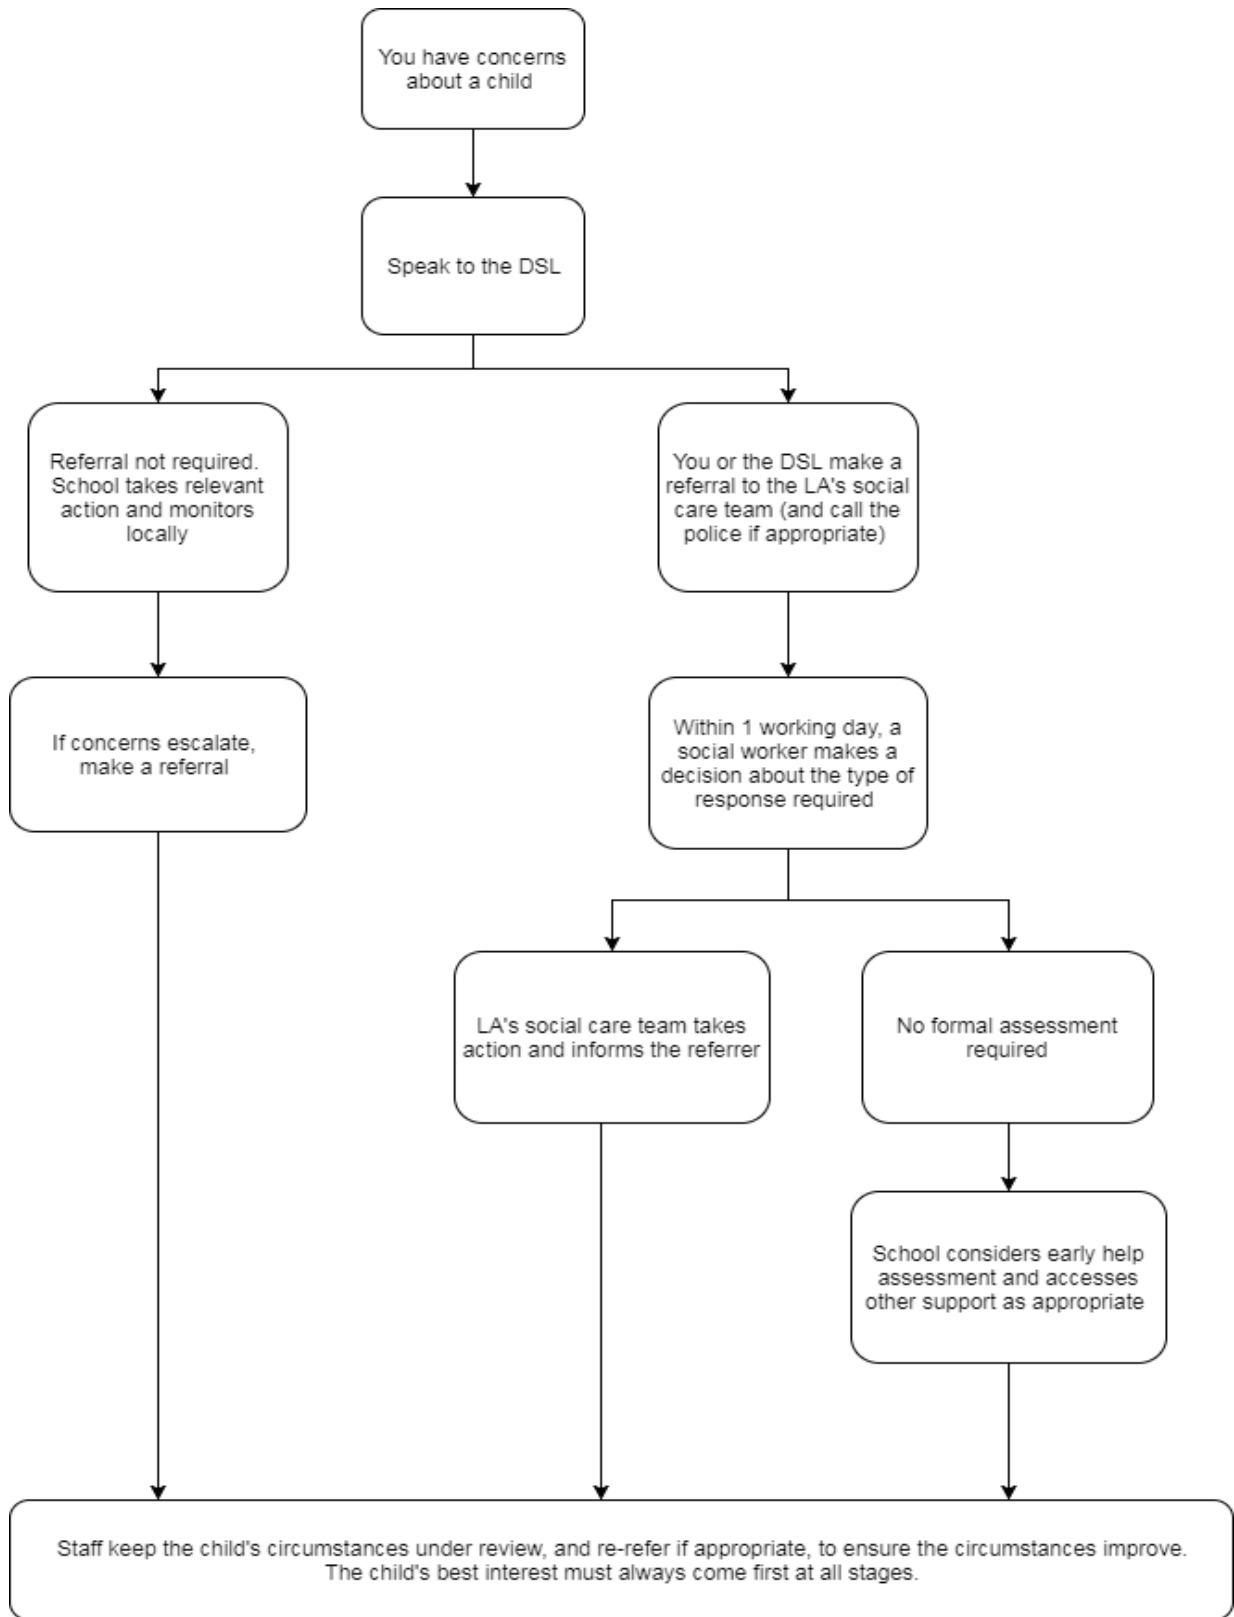 You have concerns
about a child
Speak to the DSL
Referral not required.
School takes relevant
action and monitors
locally
You or the DSL make a
referral to the LA's social
care team (and call the
police if appropriate)
If concerns escalate,
make a referral
Within 1 working day, a
social worker makes a
decision about the type of
response required
LA's social care team takes
action and informs the referrer
No formal assessment
required
School considers early help
assessment and accesses
other support as appropriate
Staff keep the child's circumstances under review, and re-refer if appropriate, to ensure the circumstances improve.
The child's best interest must always come first at all stages.